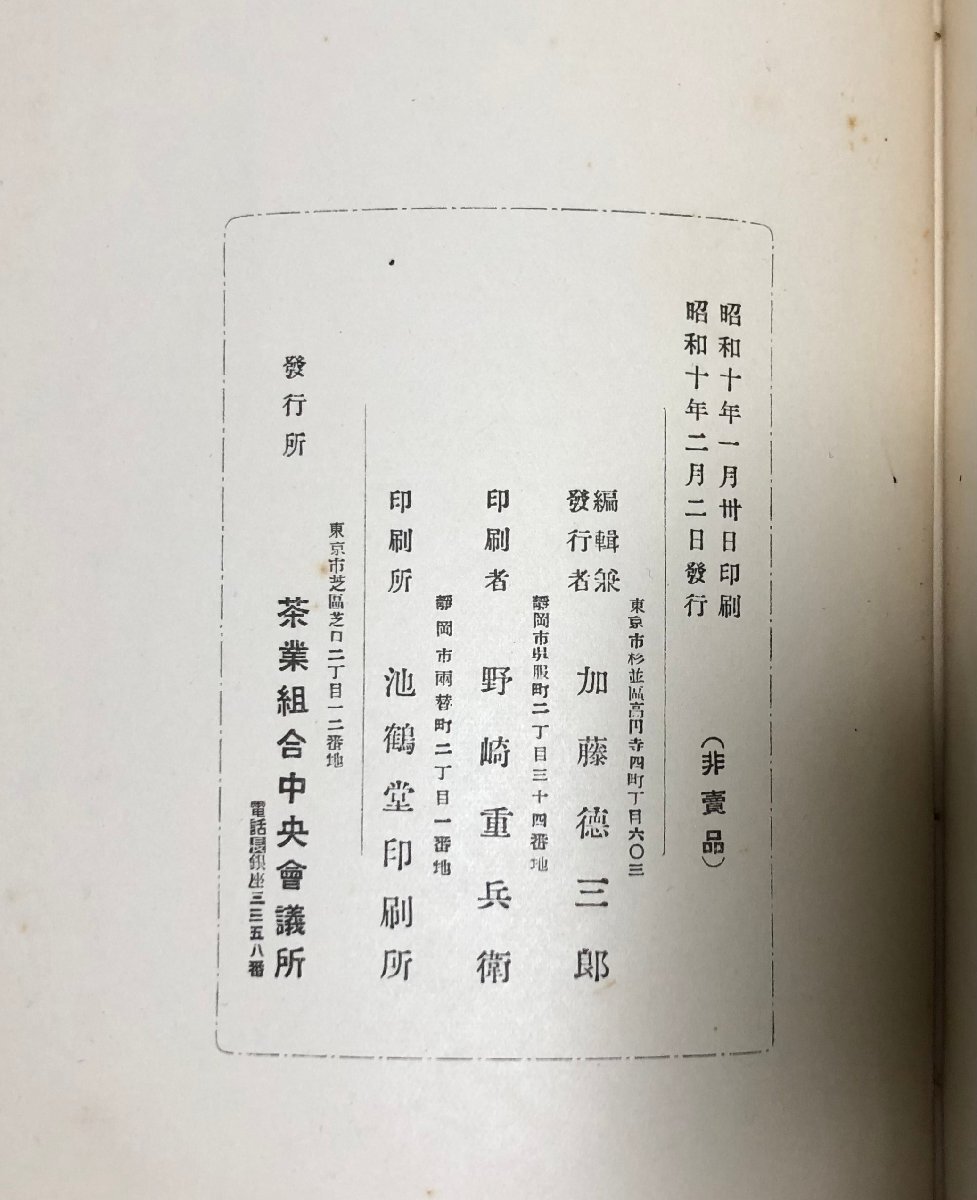 昭和十年一月卅日印刷
昭和十年二月二日發行
（非賣品）
東京市杉並區高円寺四町丁目六〇三
編輯兼
發行者
加藤德三郎
靜岡市呉服町二丁目三十四番地
印刷者 野崎重兵衛
靜岡市兩替町二丁目一番地
印刷所 池鶴堂印刷所
東京市芝區芝口二丁目一二番地
發行所 茶業組合中央會議所
電話銀座三三五八番